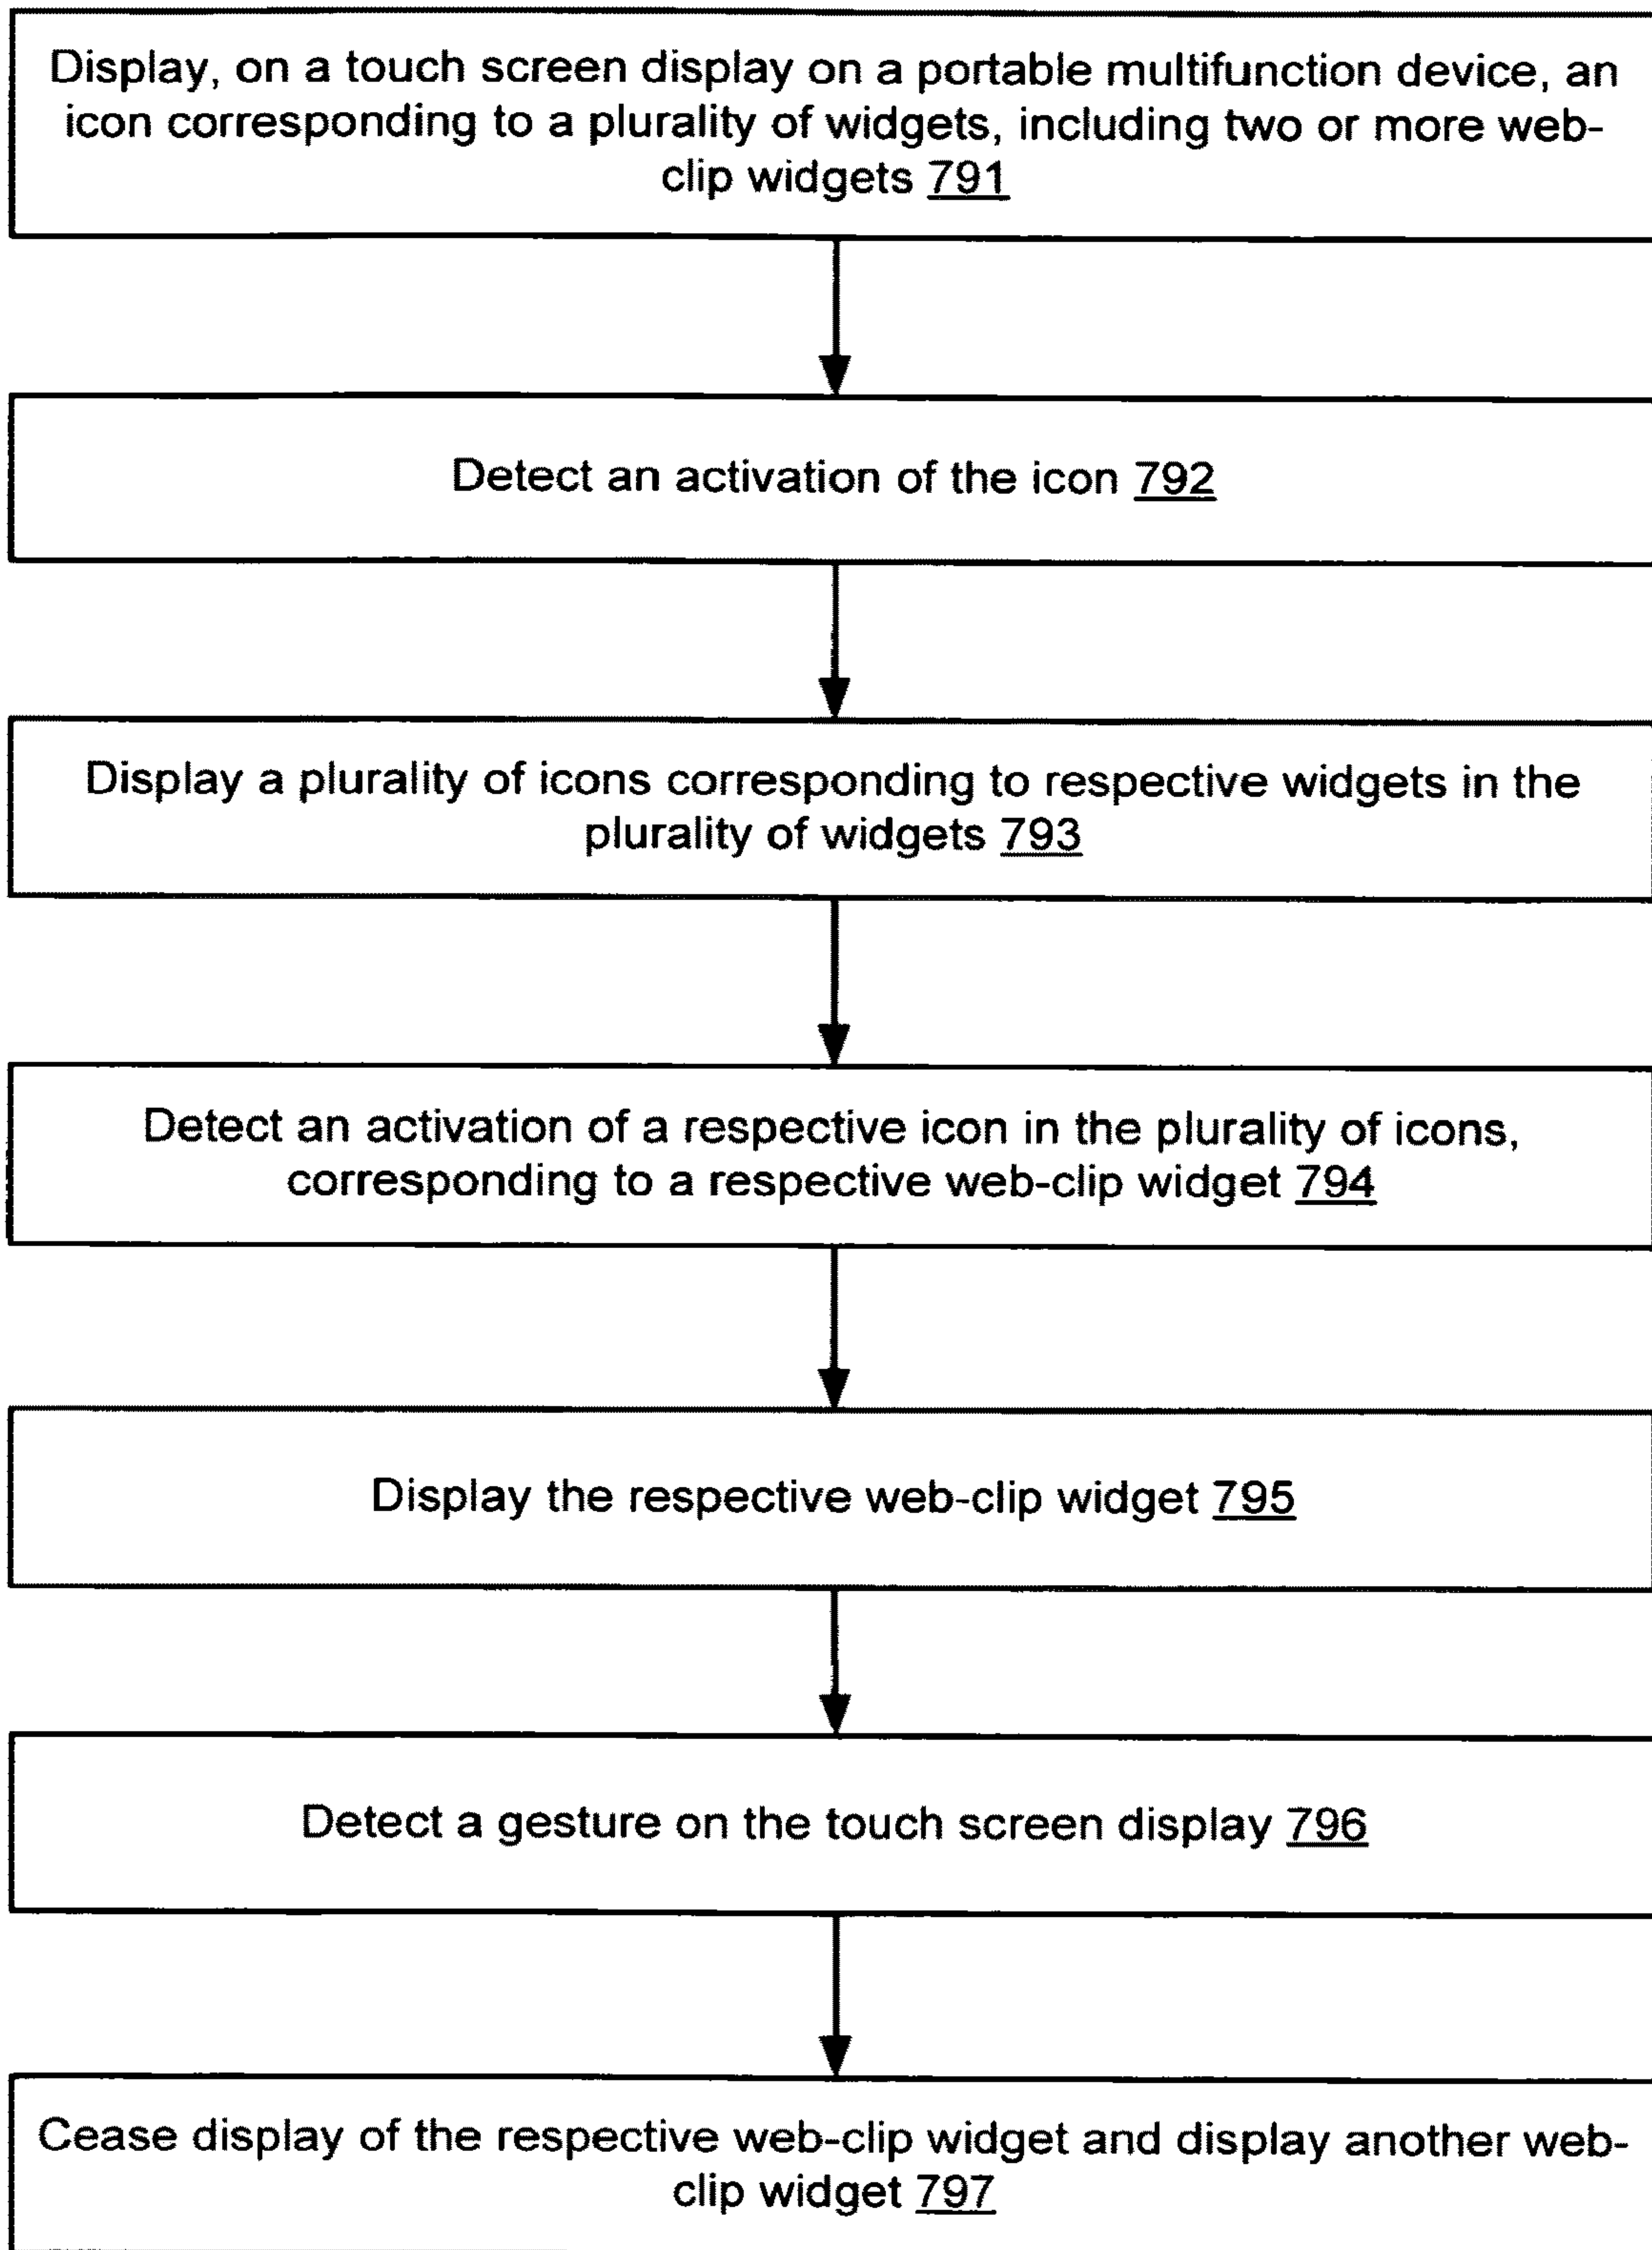 Display, on a touch screen display on a portable multifunction device, an
icon corresponding to a plurality of widgets, including two or more web-
clip widgets 791
Detect an activation of the icon 792
Display a plurality of icons corresponding to respective widgets in the
plurality of widgets 793
Detect an activation of a respective icon in the plurality of icons,
corresponding to a respective web-clip widget 794
Display the respective web-clip widget 795
Detect a gesture on the touch screen display 796
Cease display of the respective web-clip widget and display another web-
clip widget 797